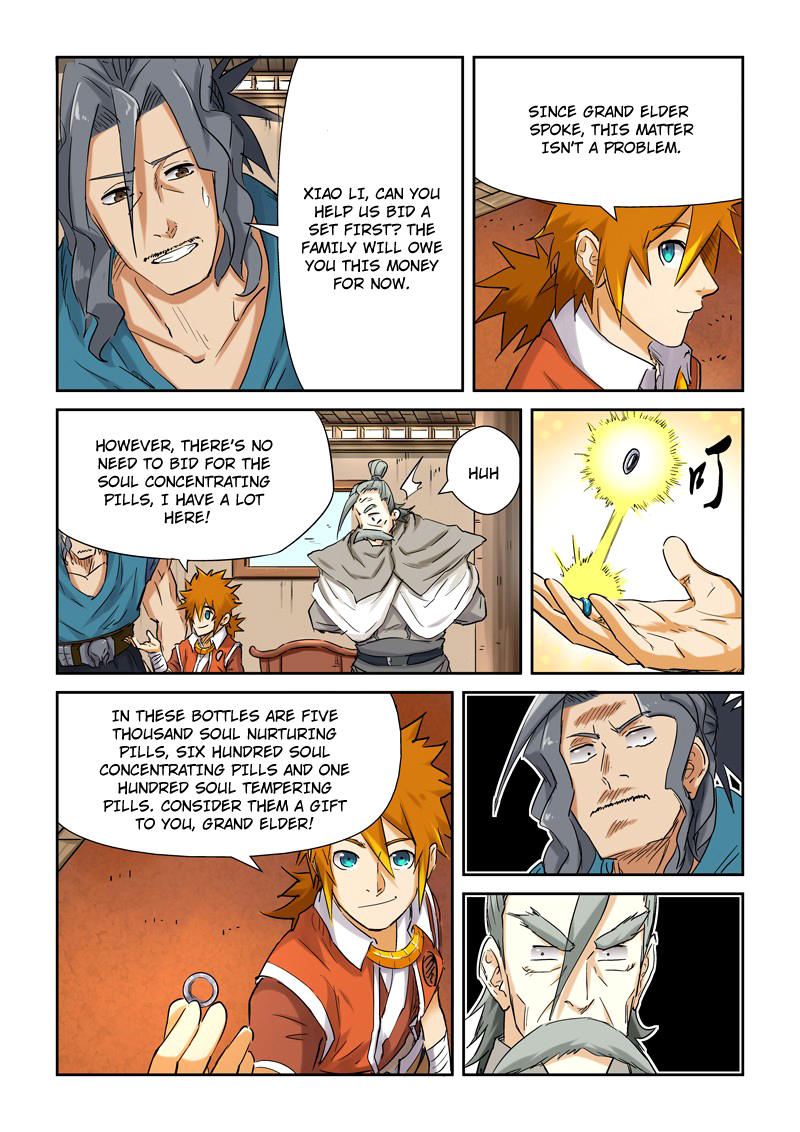 XIAO LI, CAN YOU
HELP US BID A
SET FIRST? THE
FAMILY WILL OWE
YOU THIS MONEY
FOR NOW.
SINCE GRAND ELDER
SPOKE, THIS MATTER
ISN'T A PROBLEM.
HOWEVER, THERE'S NO
NEED TO BID FOR THE
SOUL CONCENTRATING
PILLS, I HAVE A LOT
HERE!
HUH
叮
IN THESE BOTTLES ARE FIVE
THOUSAND SOUL NURTURING
PILLS, SIX HUNDRED SOUL
CONCENTRATING PILLS AND ONE
HUNDRED SOUL TEMPERING
PILLS. CONSIDER THEM A GIFT
TO YOU, GRAND ELDER!